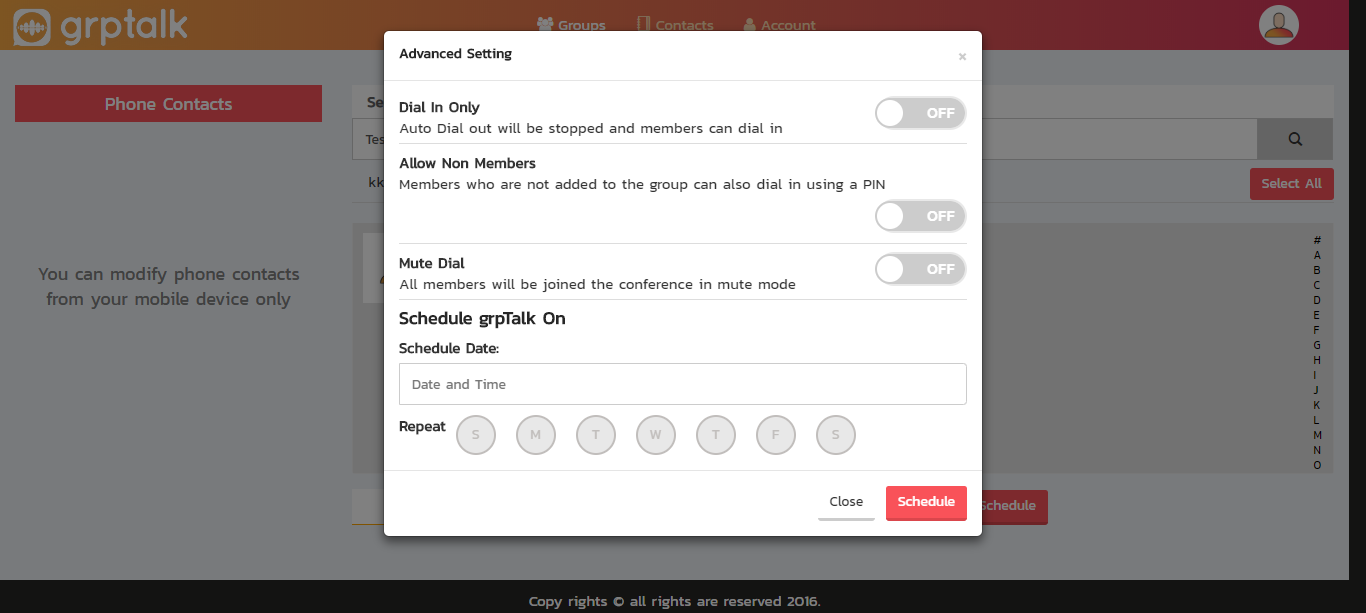 grptalk
Groups
Contacts
Account
Advanced Setting
×
Phone Contacts
Dial In Only
OFF
Auto Dial out will be stopped and members can dial in
Allow Non Members
Members who are not added to the group can also dial in using a PIN
OFF
Select All
Mute Dial
OFF
All members will be joined the conference in mute mode
You can modify phone contacts
from your mobile device only
Schedule grpTalk On
Schedule Date:
Date and Time
Repeat S M T W T F S
Close
Schedule
Schedule
#
A
B
C
D
E
F
G
H
I
J
K
L
M
N
O
Copy rights © all rights are reserved 2016.